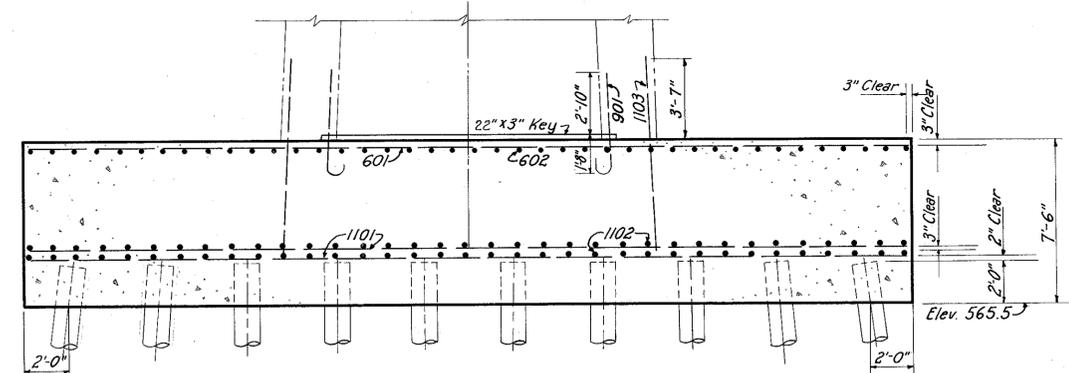 3" Clear
3" Clear
2'-10"
901
1103
3'-7"
22"x3" Key
601
602
1'-8"
1101
1102
3" Clear
2" Clear
7'-6"
2'-0"
Elev. 565.5
2'-0"
2'-0"